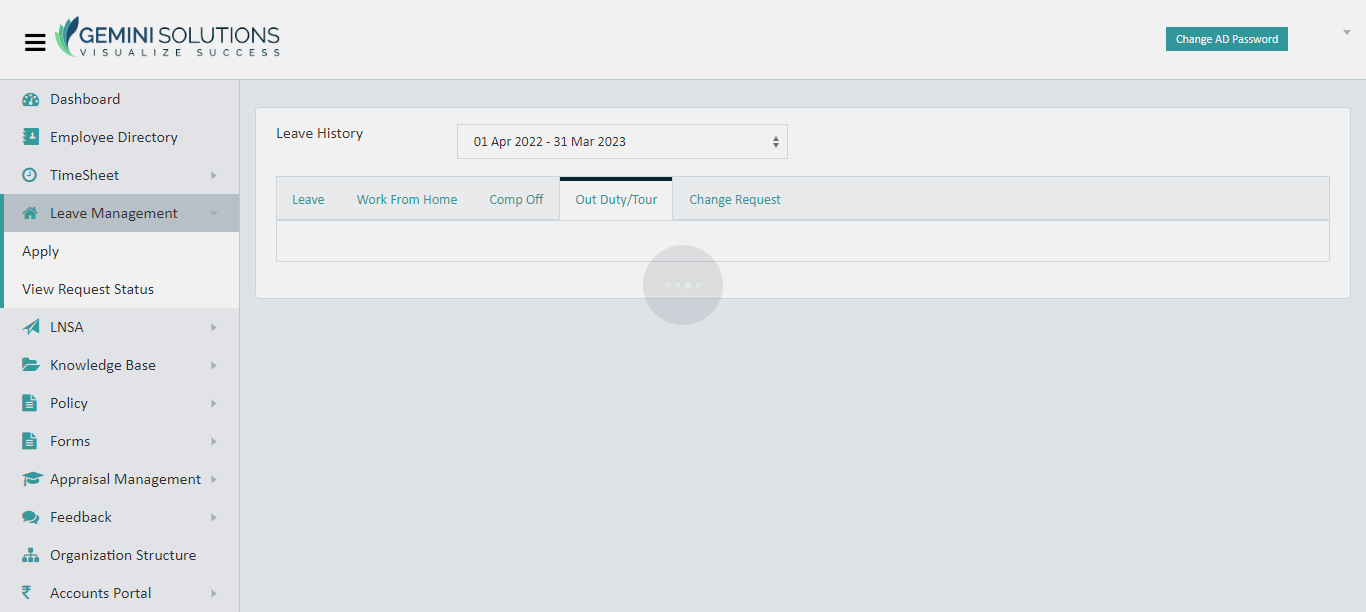 GEMINI SOLUTIONS
VISUALIZE SUCCESS
Change AD Password
Dashboard
Employee Directory
TimeSheet
Leave Management
Apply
View Request Status
LNSA
Knowledge Base
Policy
Forms
Appraisal Management
Feedback
Organization Structure
₹ Accounts Portal
Leave History
01 Apr 2022 - 31 Mar 2023
Leave Work From Home Comp Off Out Duty/Tour Change Request